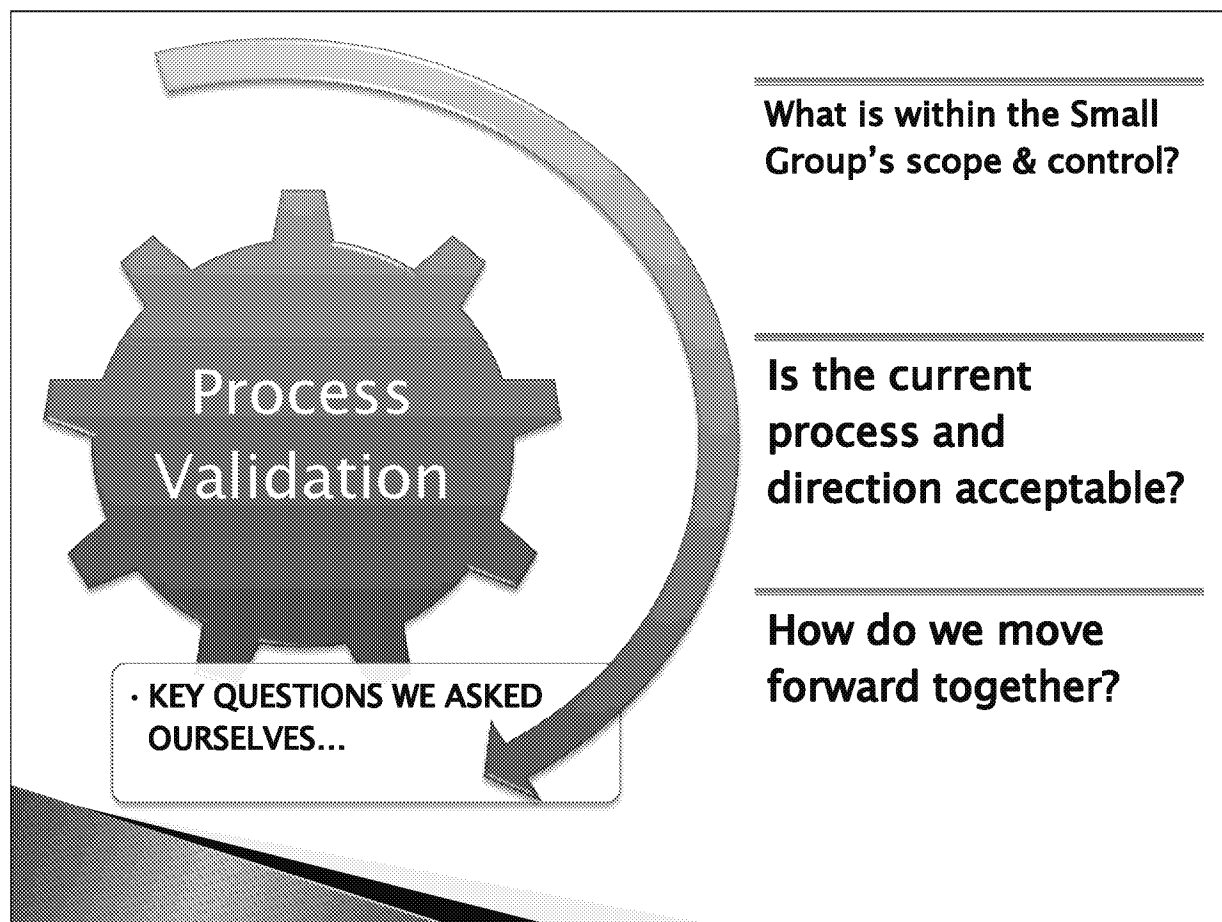 Process
Validation
· KEY QUESTIONS WE ASKED
OURSELVES...
What is within the Small
Group's scope & control?
Is the current
process and
direction acceptable?
How do we move
forward together?